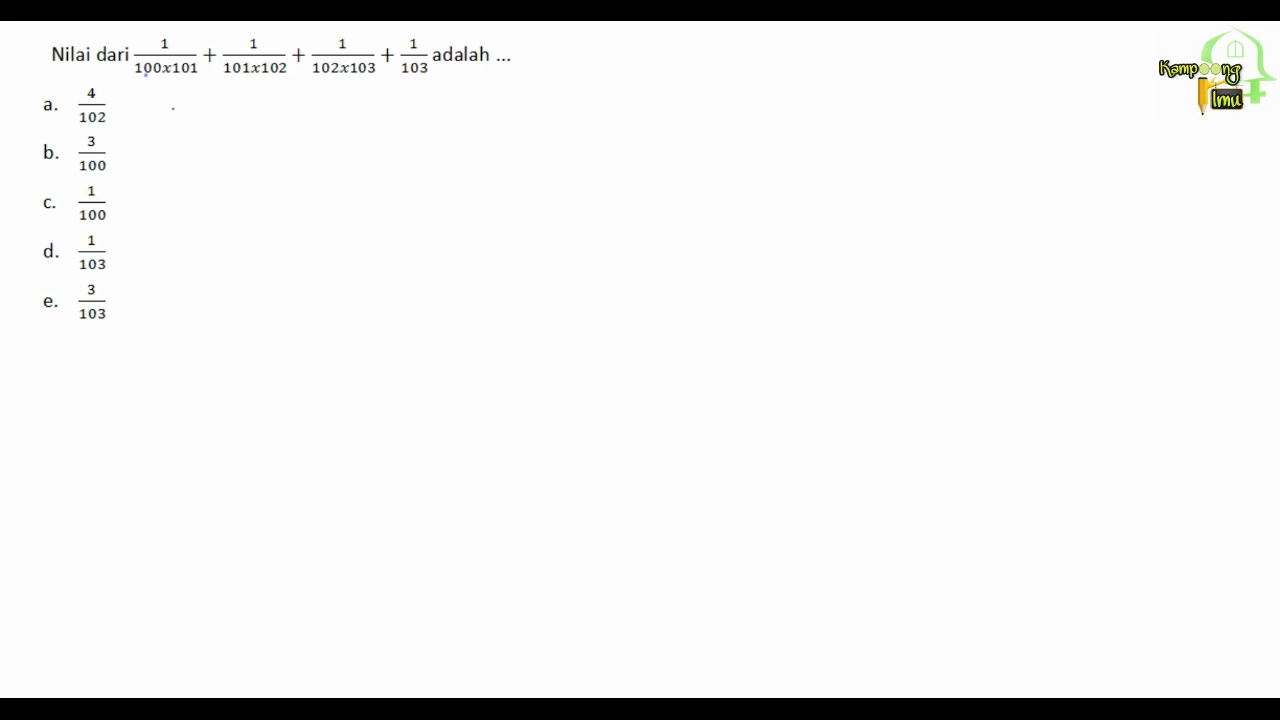 Nilai dari 1/100x101 + 1/101x102 + 1/102x103 + 1/103 adalah ...
a. 4/102
b. 3/100
c. 1/100
d. 1/103
e. 3/103
Kampoong
Ilmu